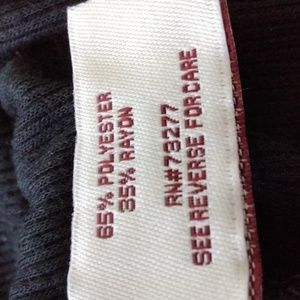 65% POLYESTER
35% RAYON
RN#73277
SEE REVERSE FOR CARE